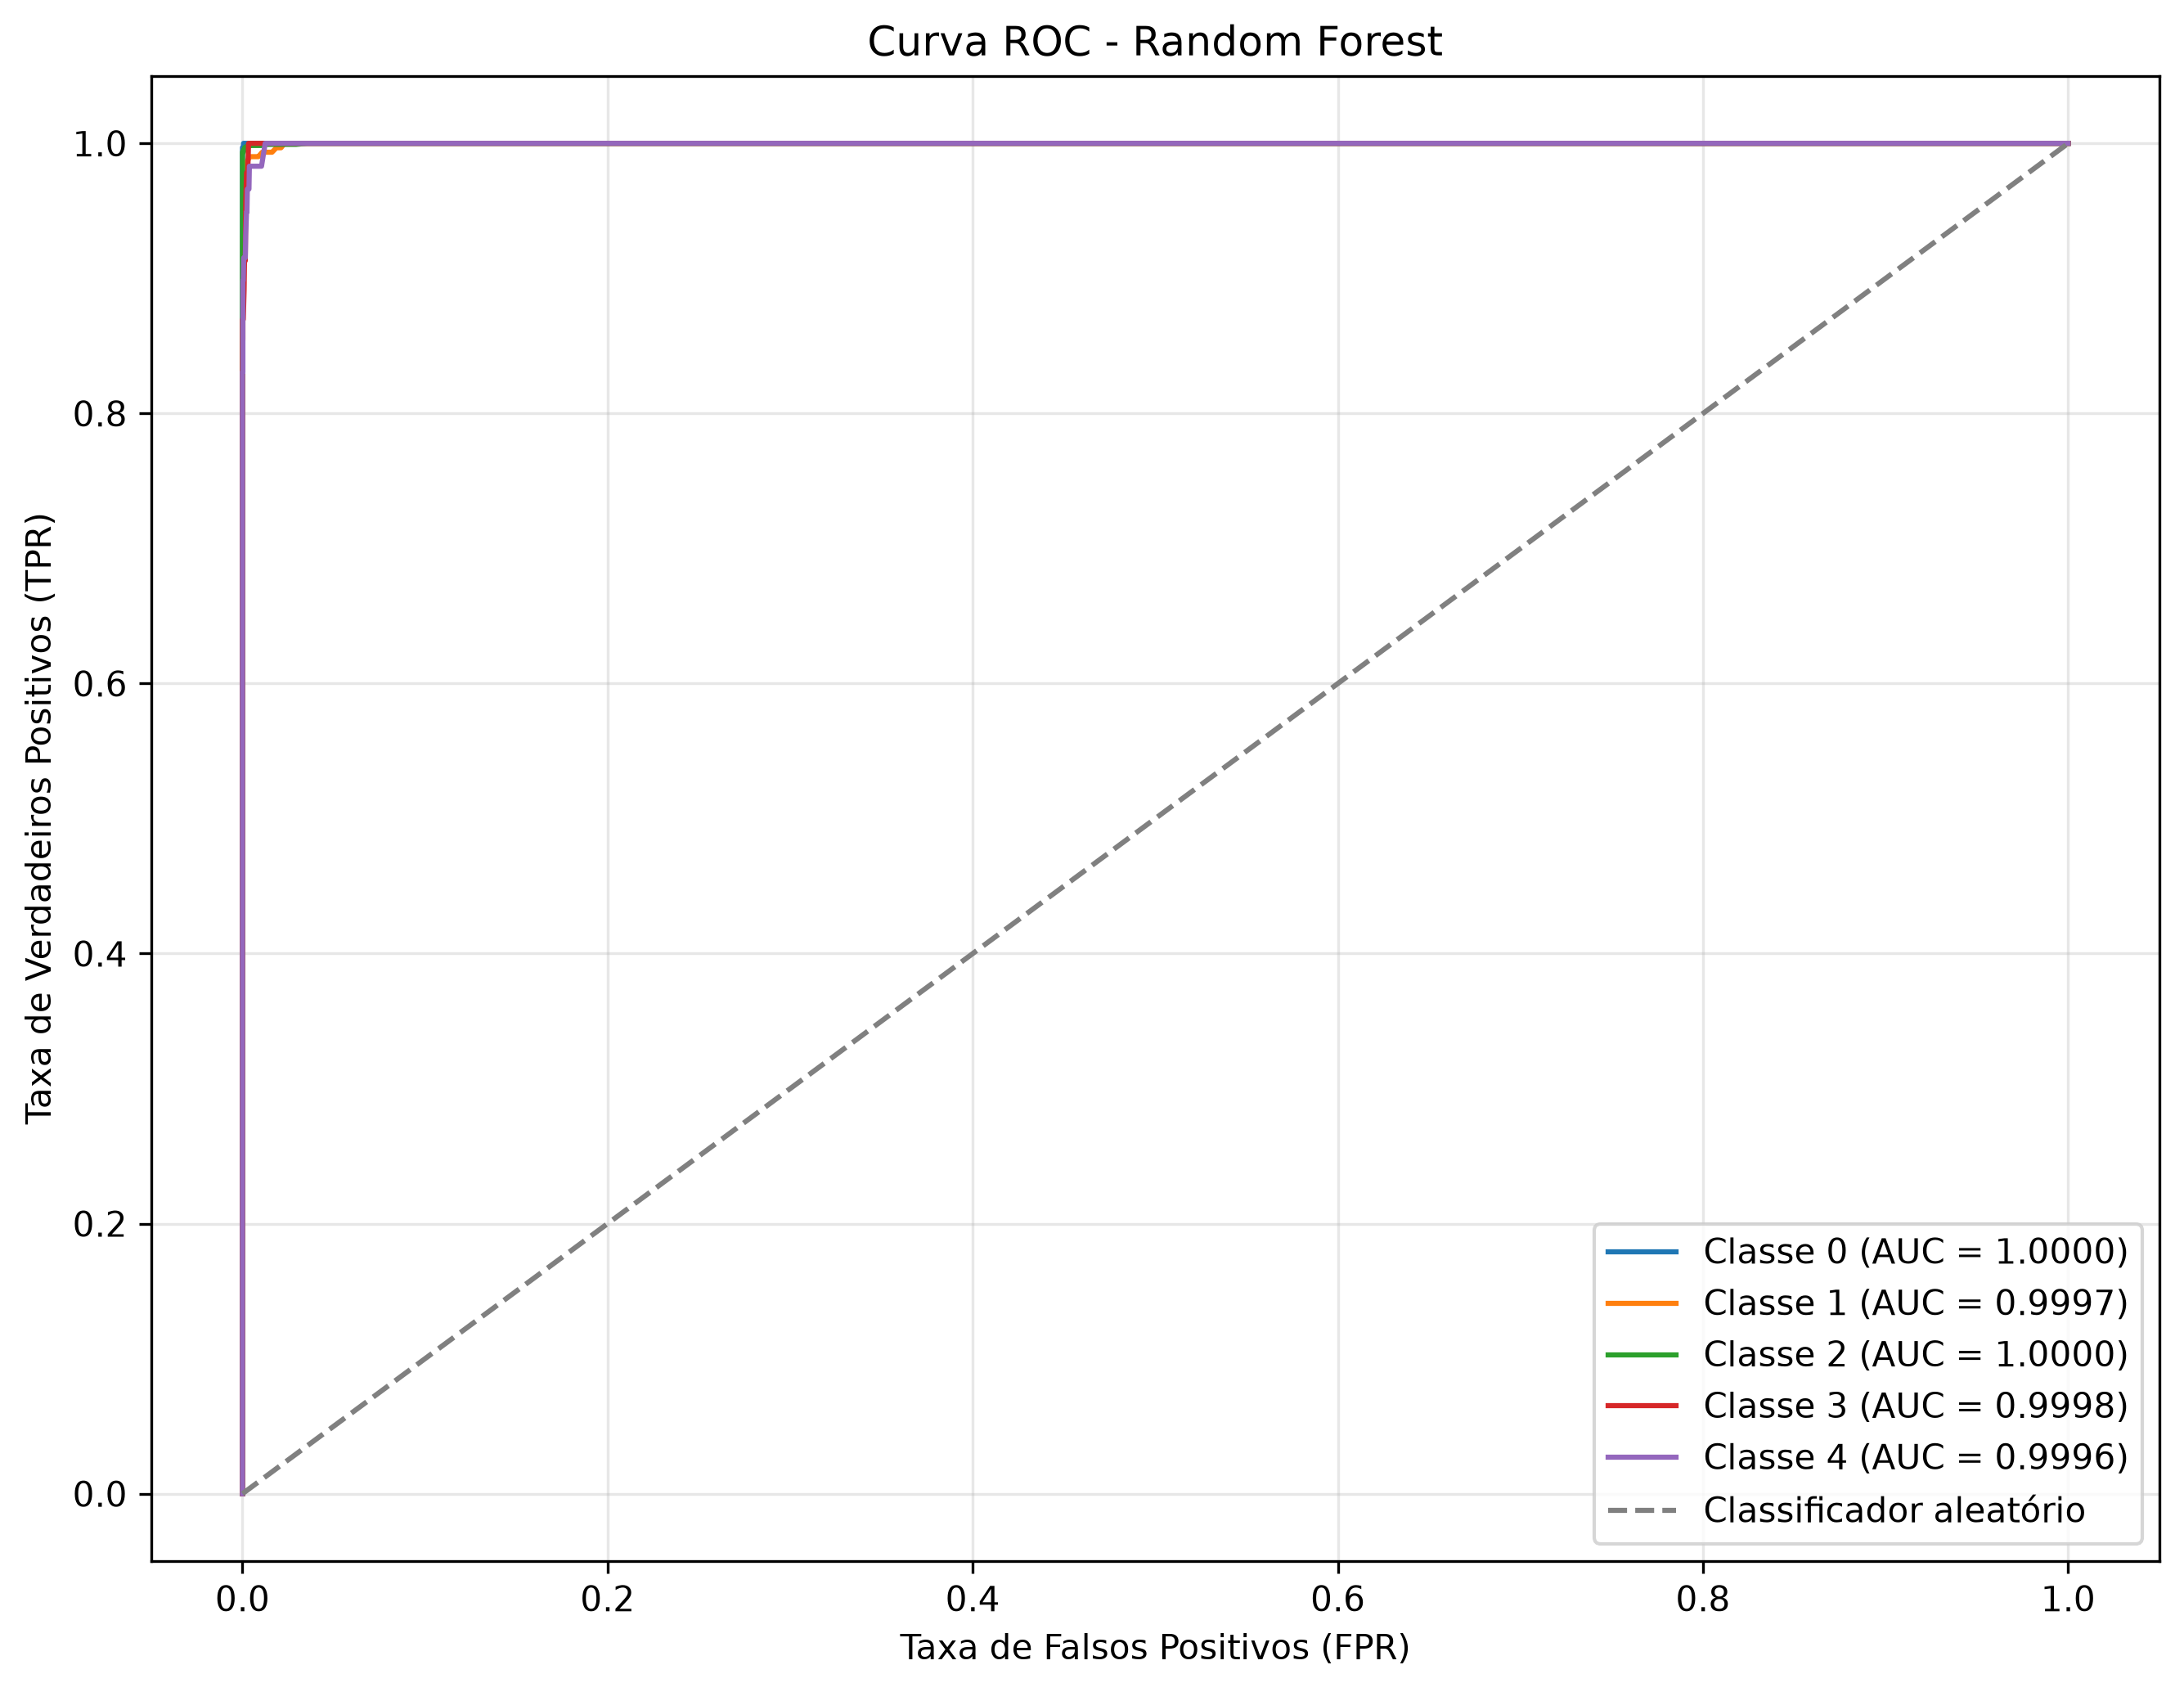 Curva ROC - Random Forest
Taxa de Verdadeiros Positivos (TPR)
1.0
0.8
0.6
0.4
0.2
0.0
Classe 0 (AUC = 1.0000)
Classe 1 (AUC = 0.9997)
Classe 2 (AUC = 1.0000)
Classe 3 (AUC = 0.9998)
Classe 4 (AUC = 0.9996)
Classificador aleatório
0.0 0.2 0.4 0.6 0.8 1.0
Taxa de Falsos Positivos (FPR)